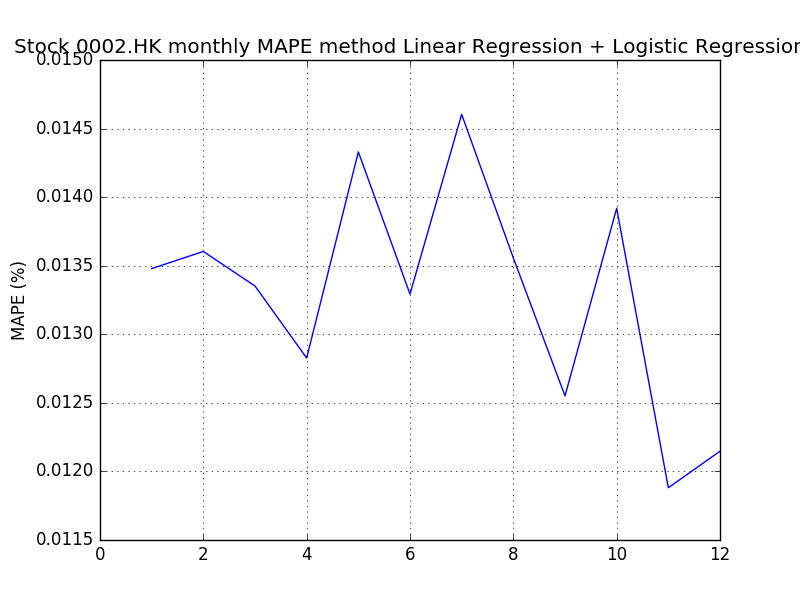 Stock 0002.HK monthly MAPE method Linear Regression + Logistic Regression
0.0150
0.0145
0.0140
0.0135
0.0130
0.0125
0.0120
0.0115
MAPE (%)
0 2 4 6 8 10 12